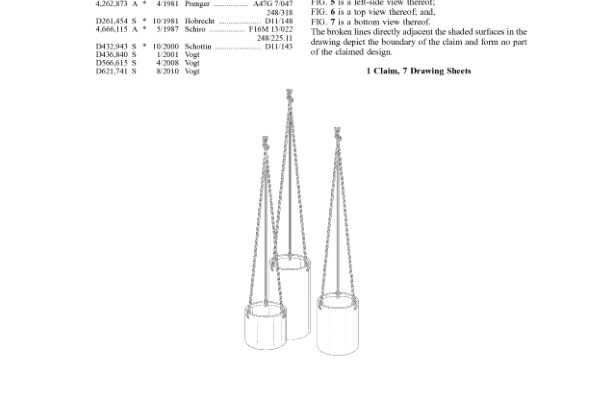 4,262,873 A * 4/1981 Prenger ................ A47G 7/047
248/318
D261,454 S * 10/1981 Hobrecht ................ D11/148
4,666,115 A * 5/1987 Schiro ................ F16M 13/022
248/225.11
D432,943 S * 10/2000 Schottin ................ D11/143
D436,840 S 1/2001 Vogt
D566,615 S 4/2008 Vogt
D621,741 S 8/2010 Vogt
FIG. 5 is a left-side view thereof;
FIG. 6 is a top view thereof; and,
FIG. 7 is a bottom view thereof.
The broken lines directly adjacent the shaded surfaces in the
drawing depict the boundary of the claim and form no part
of the claimed design.
1 Claim, 7 Drawing Sheets